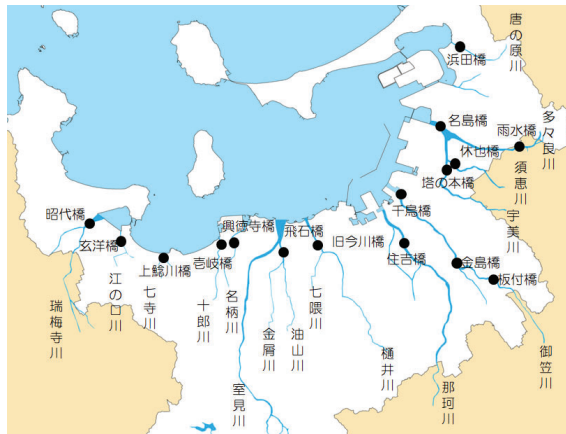 唐の原川
浜田橋
名島橋
雨水橋
多々良川
休也橋
塔の本橋
須恵川
宇美川
千鳥橋
昭代橋
玄洋橋
興徳寺橋
飛石橋
旧今川橋
住吉橋
金島橋
板付橋
上鯰川橋
壱岐橋
江の口川
七寺川
十郎川
名柄川
金屑川
油山川
七隈川
瑞梅寺川
室見川
樋井川
那珂川
御笠川